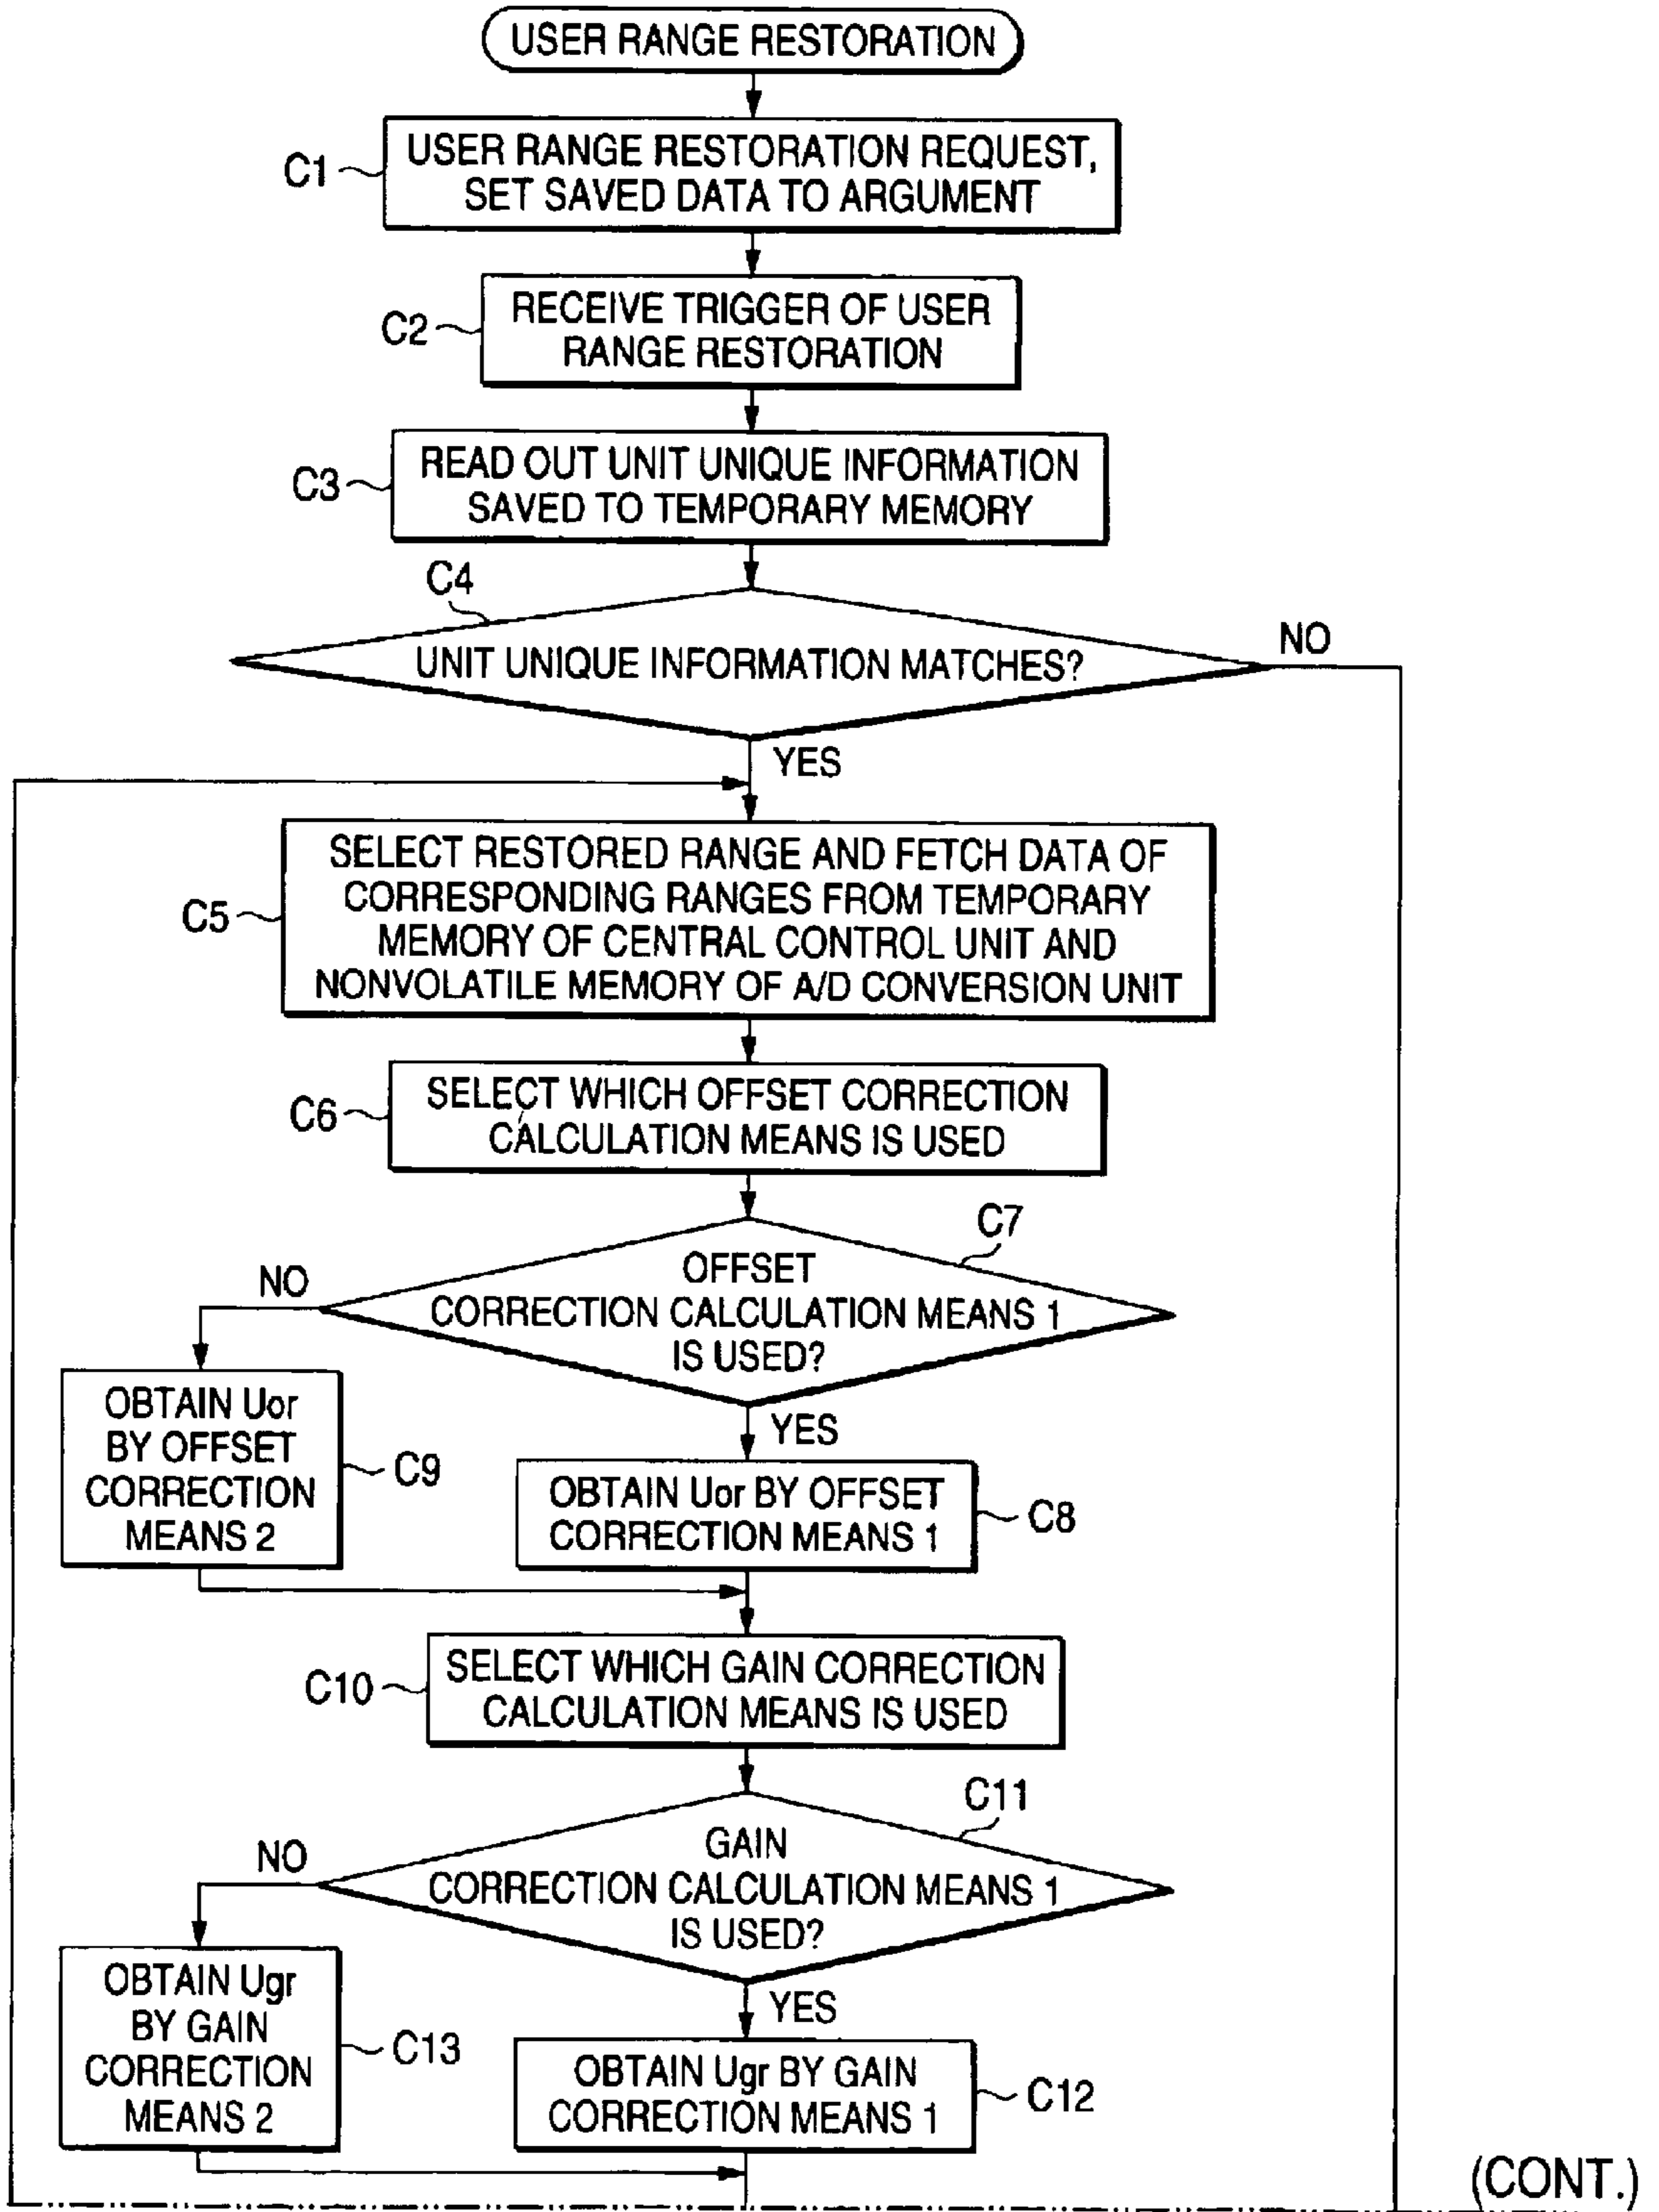 USER RANGE RESTORATION
C1
USER RANGE RESTORATION REQUEST,
SET SAVED DATA TO ARGUMENT
C2
RECEIVE TRIGGER OF USER
RANGE RESTORATION
C3
READ OUT UNIT UNIQUE INFORMATION
SAVED TO TEMPORARY MEMORY
C4
UNIT UNIQUE INFORMATION MATCHES?
NO
YES
C5
SELECT RESTORED RANGE AND FETCH DATA OF
CORRESPONDING RANGES FROM TEMPORARY
MEMORY OF CENTRAL CONTROL UNIT AND
NONVOLATILE MEMORY OF A/D CONVERSION UNIT
C6
SELECT WHICH OFFSET CORRECTION
CALCULATION MEANS IS USED
C7
OFFSET
CORRECTION CALCULATION MEANS 1
IS USED?
NO
YES
OBTAIN Uor
BY OFFSET
CORRECTION
MEANS 2
C9
OBTAIN Uor BY OFFSET
CORRECTION MEANS 1
C8
C10
SELECT WHICH GAIN CORRECTION
CALCULATION MEANS IS USED
C11
GAIN
CORRECTION CALCULATION MEANS 1
IS USED?
NO
YES
OBTAIN Ugr
BY GAIN
CORRECTION
MEANS 2
C13
OBTAIN Ugr BY GAIN
CORRECTION MEANS 1
C12
(CONT.)